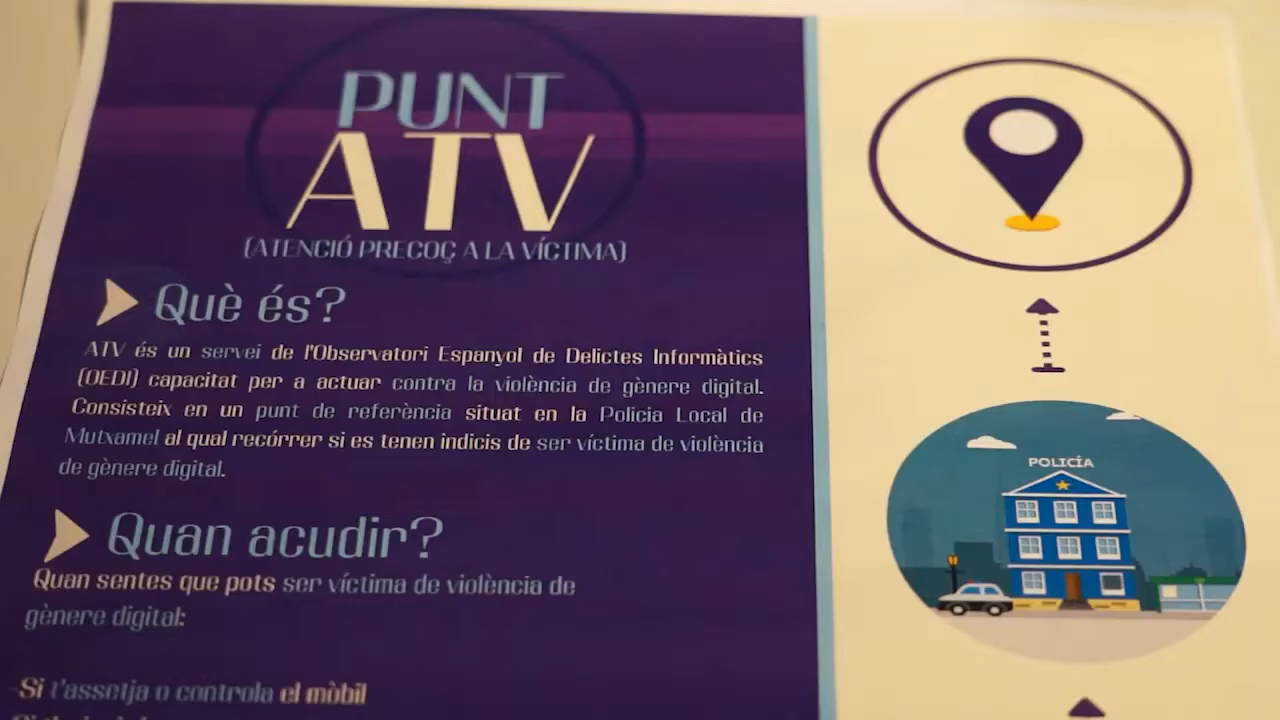 PUNT
ATV
(ATENCIÓ PRECOÇ A LA VÍCTIMA)
Què és?
ATV és un servei de l'Observatori Espanyol de Delictes Informàtics
(OEDI) capacitat per a actuar contra la violència de gènere digital.
Consisteix en un punt de referència situat en la Policia Local de
Mutxamel al qual recórrer si es tenen indicis de ser víctima de violència
de gènere digital.
Quan acudir?
Quan sentes que pots ser víctima de violència de
gènere digital:
-Si t'assetja o controla el mòbil
POLICÍA